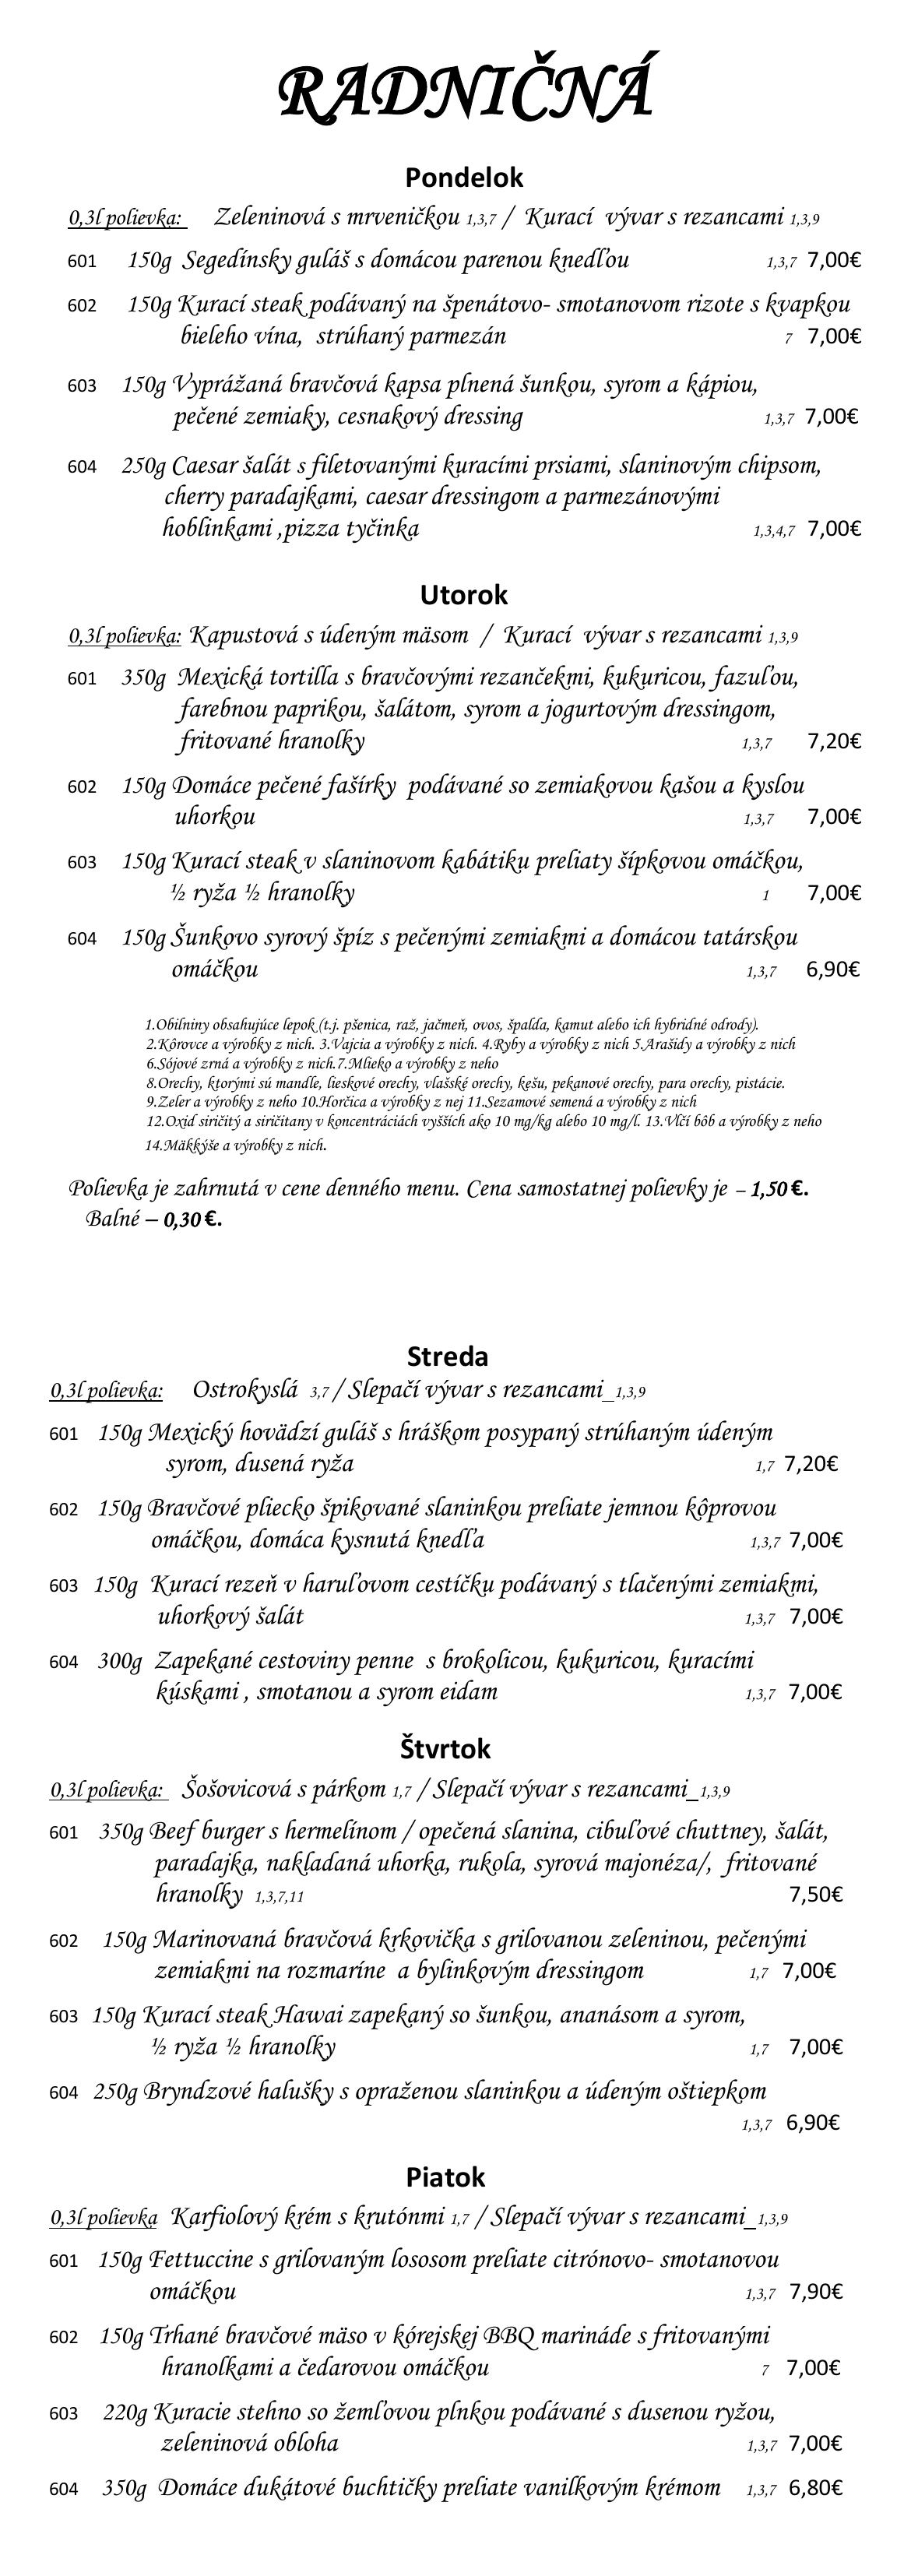 RADNIČNÁ
Pondelok
0,3l polievka: Zeleninová s mrveničkou 1,3,7 / Kurací vývar s rezancami 1,3,9
601 150g Segedínsky guláš s domácou parenou knedľou 1,3,7 7,00€
602 150g Kurací steak podávaný na špenátovo- smotanovom rizote s kvapkou
bieleho vína, strúhaný parmezán 7 7,00€
603 150g Vyprážaná bravčová kapsa plnená šunkou, syrom a kápiou,
pečené zemiaky, cesnakový dressing 1,3,7 7,00€
604 250g Caesar šalát s filetovanými kuracími prsiami, slaninovým chipsom,
cherry paradajkami, caesar dressingom a parmezánovými
hoblinkami ,pizza tyčinka 1,3,4,7 7,00€
Utorok
0,3l polievka: Kapustová s údeným mäsom / Kurací vývar s rezancami 1,3,9
601 350g Mexická tortilla s bravčovými rezančekmi, kukuricou, fazuľou,
farebnou paprikou, šalátom, syrom a jogurtovým dressingom,
fritované hranolky 1,3,7 7,20€
602 150g Domáce pečené fašírky podávané so zemiakovou kašou a kyslou
uhorkou 1,3,7 7,00€
603 150g Kurací steak v slaninovom kabátiku preliaty šípkovou omáčkou,
½ ryža ½ hranolky 1 7,00€
604 150g Šunkovo syrový špíz s pečenými zemiakmi a domácou tatárskou
omáčkou 1,3,7 6,90€
1.Obilniny obsahujúce lepok (t.j. pšenica, raž, jačmeň, ovos, špalda, kamut alebo ich hybridné odrody).
2.Kôrovce a výrobky z nich. 3.Vajcia a výrobky z nich. 4.Ryby a výrobky z nich 5.Arašidy a výrobky z nich
6.Sójové zrná a výrobky z nich.7.Mlieko a výrobky z neho
8.Orechy, ktorými sú mandle, lieskové orechy, vlašské orechy, kešu, pekanové orechy, para orechy, pistácie.
9.Zeler a výrobky z neho 10.Horčica a výrobky z nej 11.Sezamové semená a výrobky z nich
12.Oxid siričitý a siričitany v koncentráciách vyšších ako 10 mg/kg alebo 10 mg/l. 13.Vlčí bôb a výrobky z neho
14.Mäkkýše a výrobky z nich.
Polievka je zahrnutá v cene denného menu. Cena samostatnej polievky je – 1,50 €.
Balné – 0,30 €.
Streda
0,3l polievka: Ostrokyslá 3,7 / Slepačí vývar s rezancami_1,3,9
601 150g Mexický hovädzí guláš s hráškom posypaný strúhaným údeným
syrom, dusená ryža 1,7 7,20€
602 150g Bravčové pliecko špikované slaninkou preliate jemnou kôprovou
omáčkou, domáca kysnutá knedľa 1,3,7 7,00€
603 150g Kurací rezeň v haruľovom cestíčku podávaný s tlačenými zemiakmi,
uhorkový šalát 1,3,7 7,00€
604 300g Zapekané cestoviny penne s brokolicou, kukuricou, kuracími
kúskami , smotanou a syrom eidam 1,3,7 7,00€
Štvrtok
0,3l polievka: Šošovicová s párkom 1,7 / Slepačí vývar s rezancami_1,3,9
601 350g Beef burger s hermelínom / opečená slanina, cibuľové chuttney, šalát,
paradajka, nakladaná uhorka, rukola, syrová majonéza/, fritované
hranolky 1,3,7,11 7,50€
602 150g Marinovaná bravčová krkovička s grilovanou zeleninou, pečenými
zemiakmi na rozmaríne a bylinkovým dressingom 1,7 7,00€
603 150g Kurací steak Hawai zapekaný so šunkou, ananásom a syrom,
½ ryža ½ hranolky 1,7 7,00€
604 250g Bryndzové halušky s opraženou slaninkou a údeným oštiepkom
1,3,7 6,90€
Piatok
0,3l polievka Karfiolový krém s krutónmi 1,7 / Slepačí vývar s rezancami_1,3,9
601 150g Fettuccine s grilovaným lososom preliate citrónovo- smotanovou
omáčkou 1,3,7 7,90€
602 150g Trhané bravčové mäso v kórejskej BBQ marináde s fritovanými
hranolkami a čedarovou omáčkou 7 7,00€
603 220g Kuracie stehno so žemľovou plnkou podávané s dusenou ryžou,
zeleninová obloha 1,3,7 7,00€
604 350g Domáce dukátové buchtičky preliate vanilkovým krémom 1,3,7 6,80€